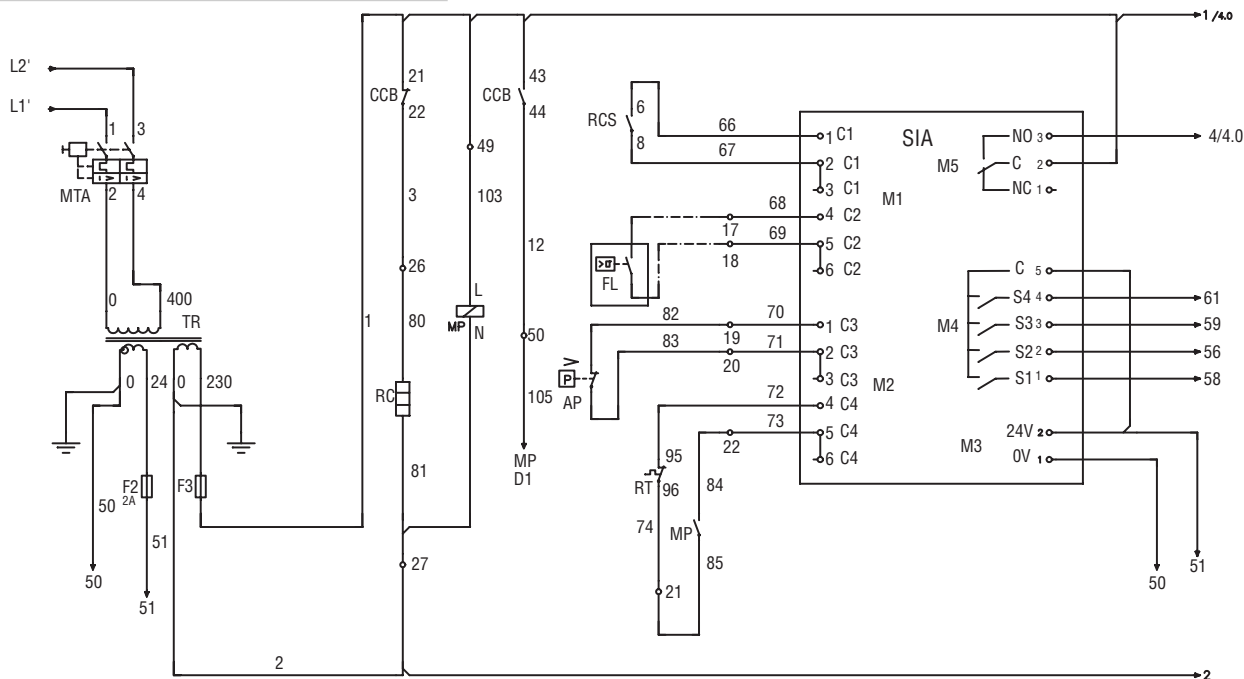 1 /4.0
L2'
L1'
1 3
MTA
2 4
0 400
TR
0 24 0 230
F2
2A
F3
50
51
50
51
1
2
21
CCB
22
3
26
80
RC
81
27
49
103
L
MP
N
43
CCB
44
12
50
105
MP
D1
6
RCS
8
66
67
68
17
69
18
FL
82
70
19
83
71
20
P
AP
72
73
22
95
RT
96
84
74
MP
85
21
SIA
1 C1
2 C1
3 C1
M1
4 C2
5 C2
6 C2
1 C3
2 C3
3 C3
M2
4 C4
5 C4
6 C4
M5
NO 3
C 2
NC 1
4/4.0
C 5
M4
S4 4
S3 3
S2 2
S1 1
61
59
56
58
M3
24V 2
0V 1
51
50
2